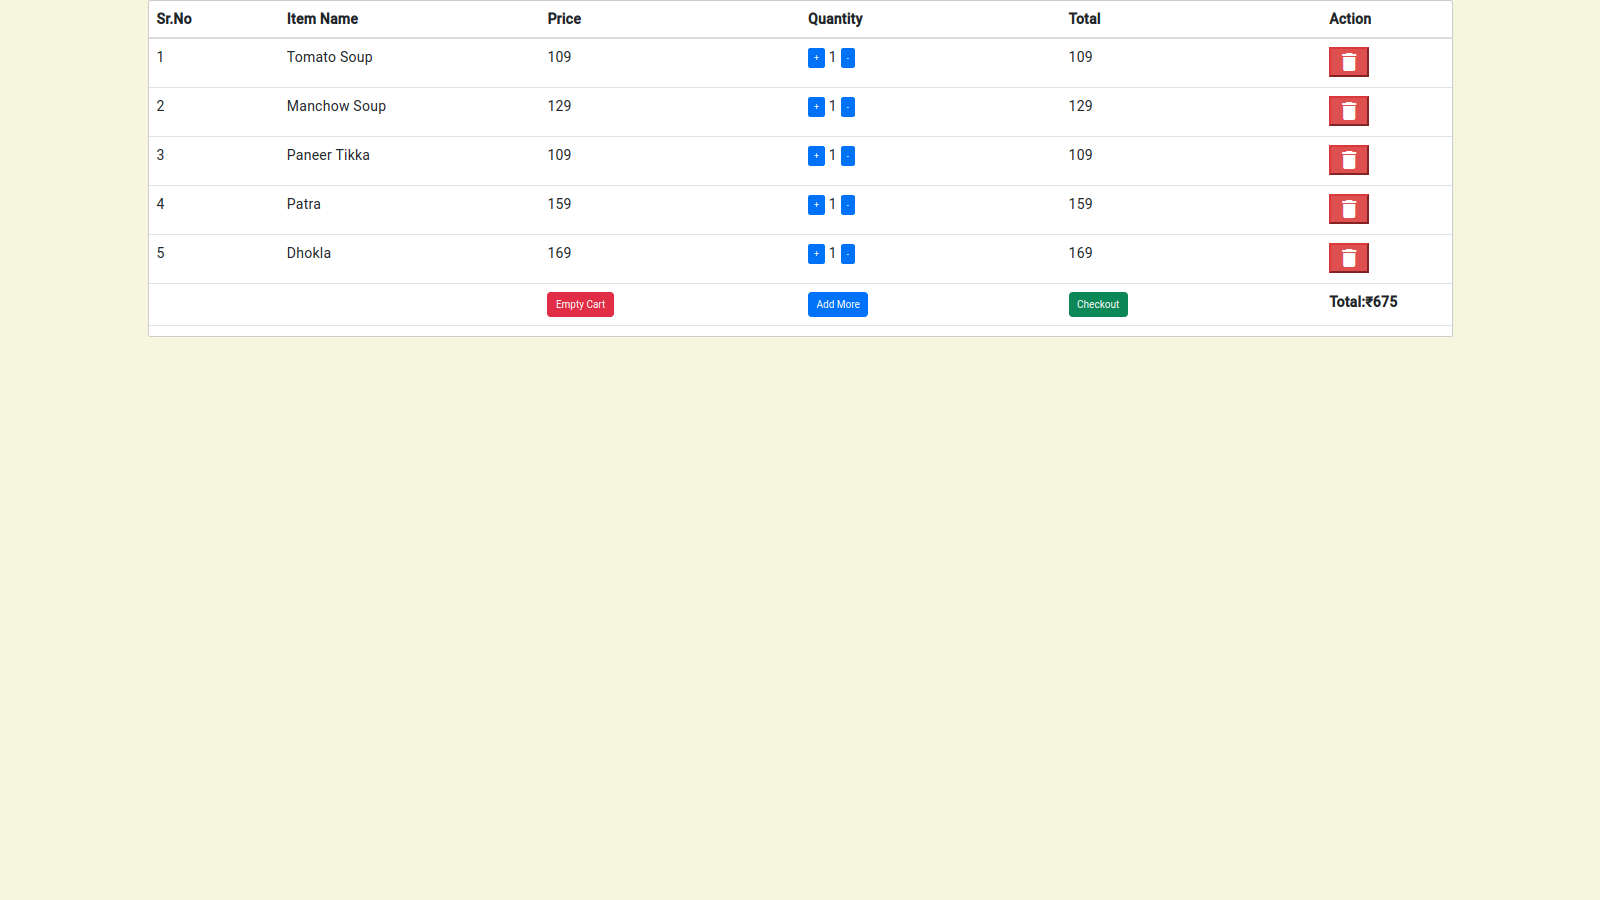 Sr.No Item Name Price Quantity Total Action
1 Tomato Soup 109 + 1 - 109
2 Manchow Soup 129 + 1 - 129
3 Paneer Tikka 109 + 1 - 109
4 Patra 159 + 1 - 159
5 Dhokla 169 + 1 - 169
Empty Cart Add More Checkout Total:₹675